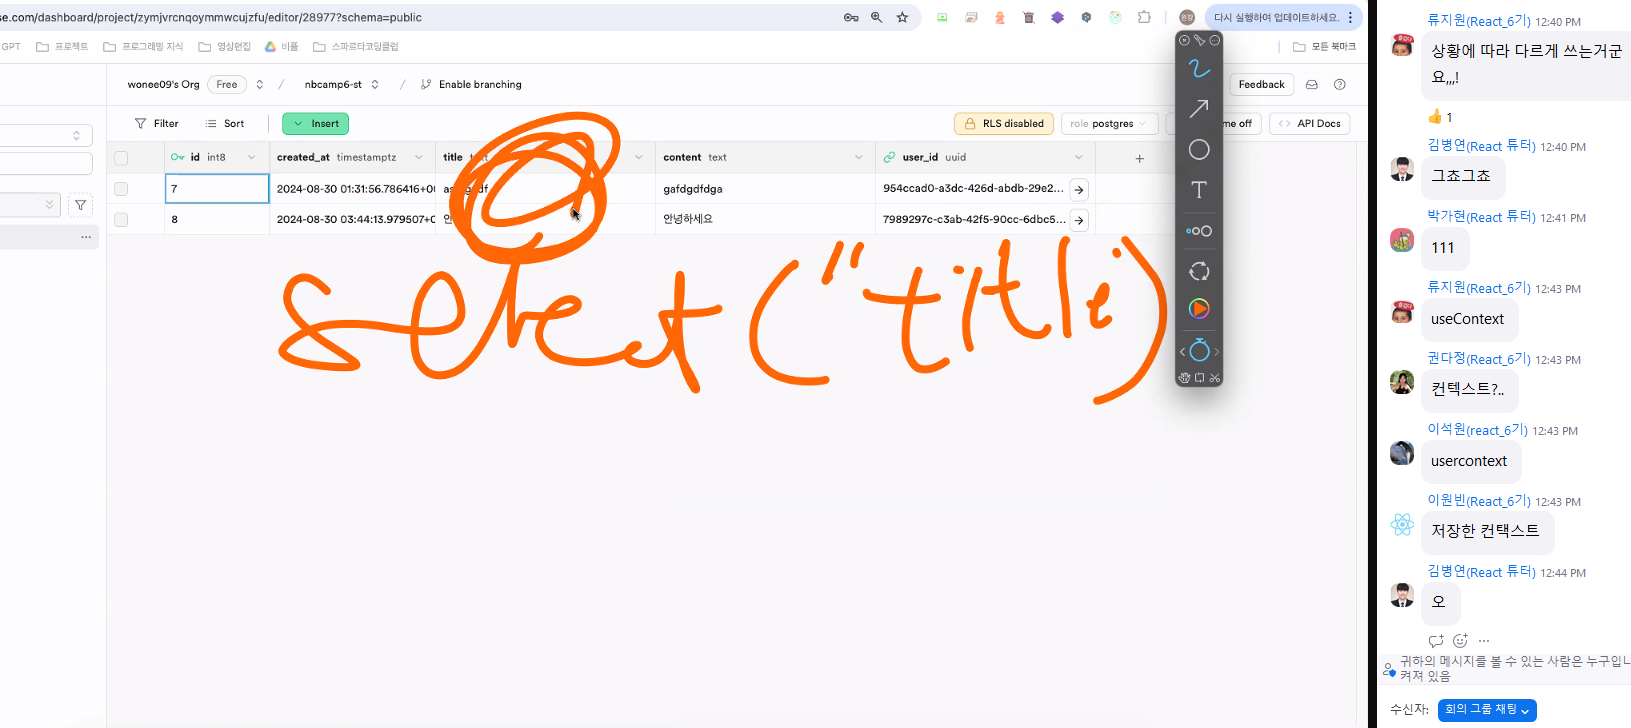 se.com/dashboard/project/zymjvrcnqoymmwcujzfu/editor/28977?schema=public
다시 실행하여 업데이트하세요.
GPT 프로젝트 프로그래밍 지식 영상편집 비폴 스파르타코딩클럽 모든 북마크
wonee09's Org Free / nbcamp6-st / Enable branching Feedback
Filter Sort Insert RLS disabled role postgres me off API Docs
id int8 created_at timestamptz title text content text user_id uuid
7 2024-08-30 01:31:56.786416+0 gafdgdfdga 954ccad0-a3dc-426d-abdb-29e2...
8 2024-08-30 03:44:13.979507+0 안녕하세요 7989297c-c3ab-42f5-90cc-6dbc5...
select("title)
T
류지원(React_6기) 12:40 PM
상황에 따라 다르게 쓰는거군
요,,,!
👍 1
김병연(React 튜터) 12:40 PM
그쵸그쵸
박가현(React 튜터) 12:41 PM
111
류지원(React_6기) 12:43 PM
useContext
권다정(React_6기) 12:43 PM
컨텍스트?..
이석원(react_6기) 12:43 PM
usercontext
이원빈(React_6기) 12:43 PM
저장한 컨택스트
김병연(React 튜터) 12:44 PM
오
귀하의 메시지를 볼 수 있는 사람은 누구입니
켜져 있음
수신자: 회의 그룹 채팅